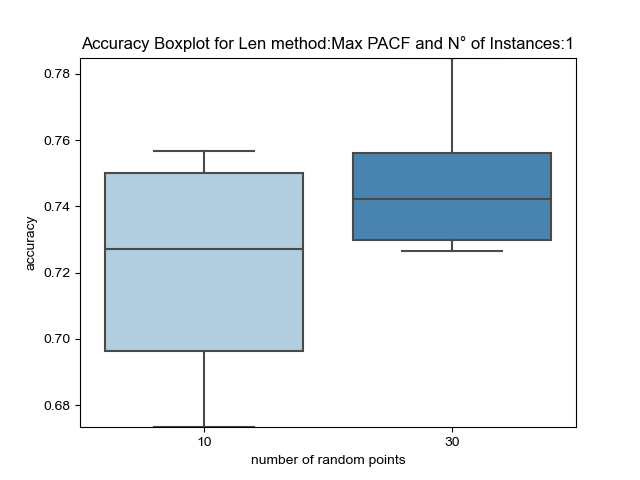 Accuracy Boxplot for Len method:Max PACF and N° of Instances:1
0.78
0.76
0.74
0.72
0.70
0.68
accuracy
10 30
number of random points